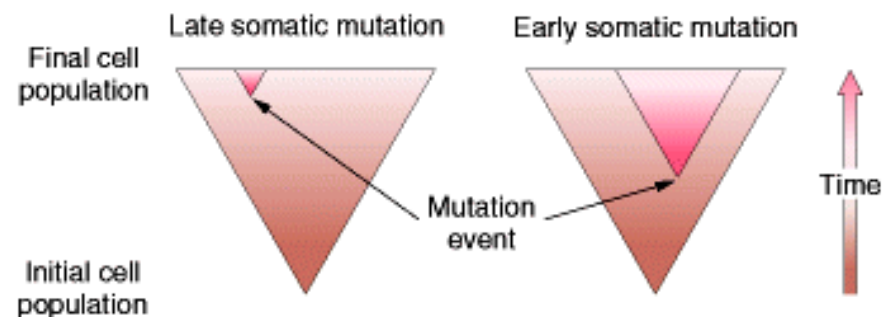 Late somatic mutation
Early somatic mutation
Final cell
population
Mutation
event
Time
Initial cell
population